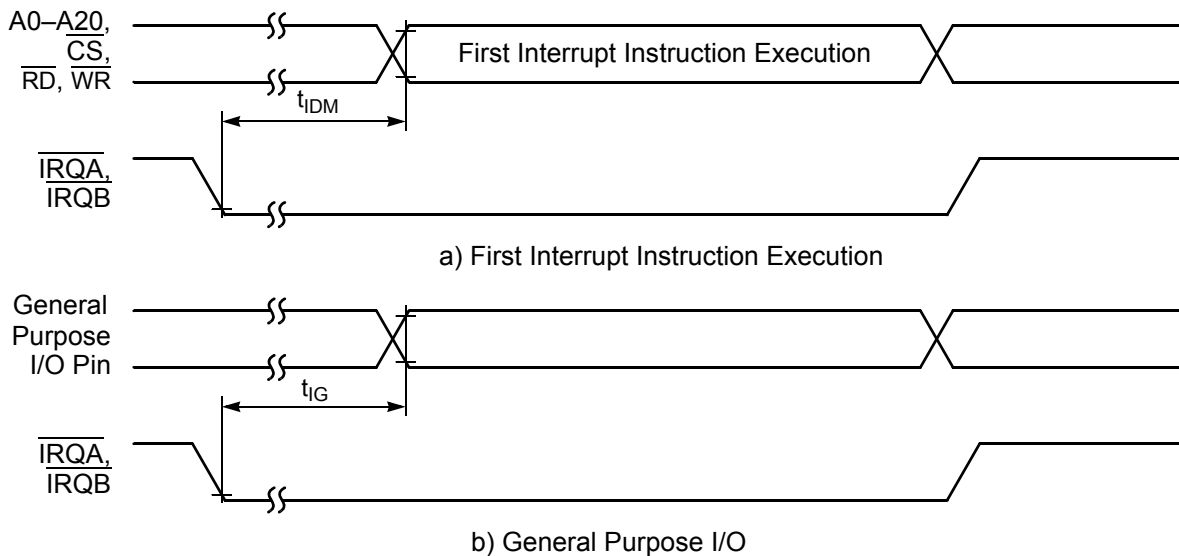 A0–A20,
CS,
RD, WR
First Interrupt Instruction Execution
tIDM
IRQA,
IRQB
a) First Interrupt Instruction Execution
General
Purpose
I/O Pin
tIG
IRQA,
IRQB
b) General Purpose I/O